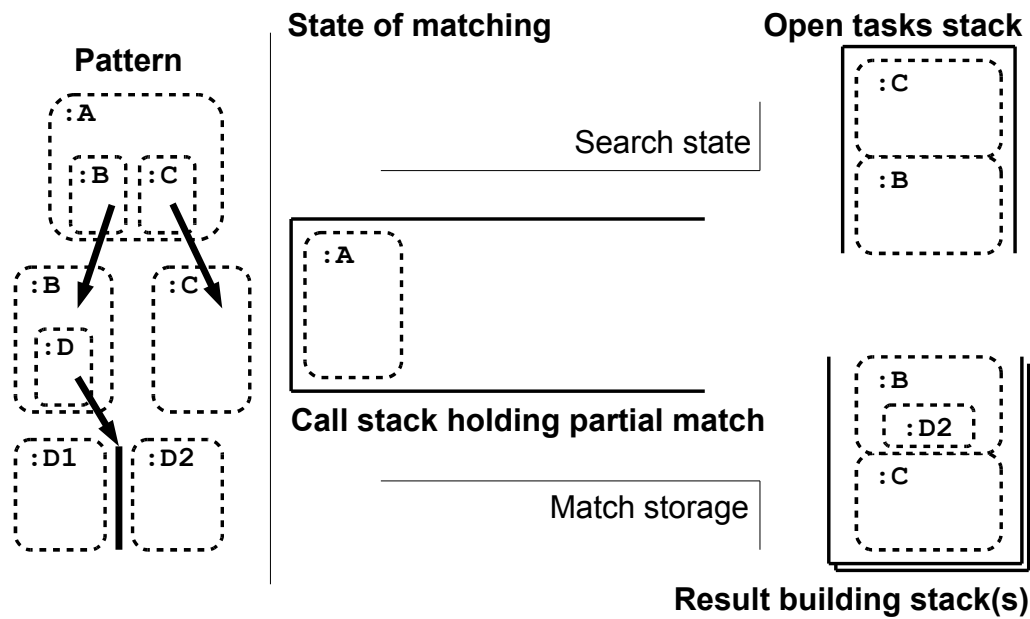 State of matching
Open tasks stack
Pattern
:A
:B :C
:B
:C
:D
:D1
:D2
Search state
:A
Call stack holding partial match
Match storage
:C
:B
:B
:D2
:C
Result building stack(s)